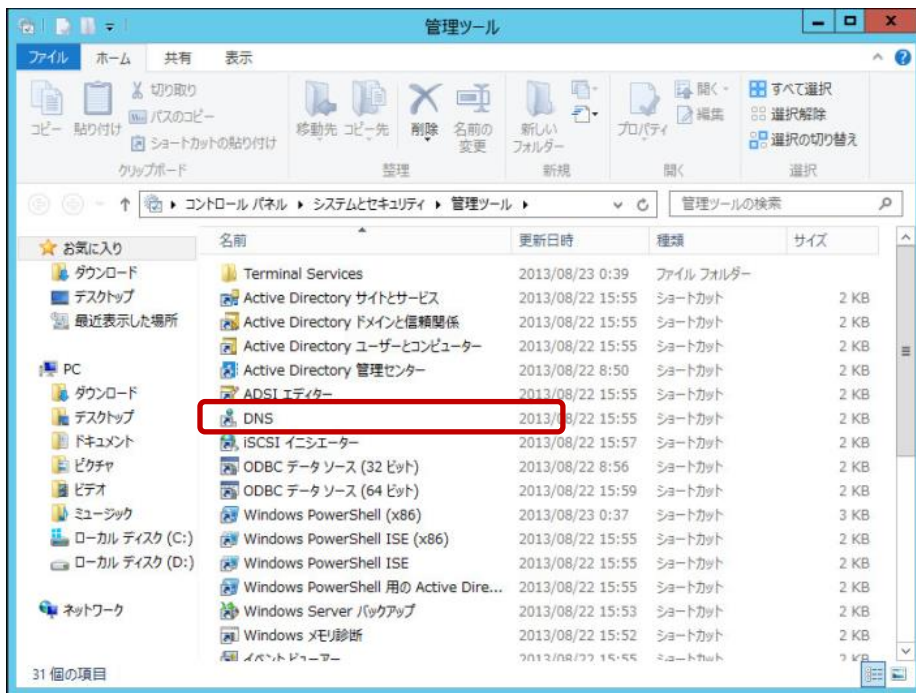 管理ツール
ファイル ホーム 共有 表示
コピー 貼り付け 切り取り パスのコピー ショートカットの貼り付け
移動先 コピー先 削除 名前の変更
新しいフォルダー
プロパティ 開く 編集
すべて選択
選択解除
選択の切り替え
クリップボード 整理 新規 開く 選択
コントロール パネル システムとセキュリティ 管理ツール 管理ツールの検索
名前 更新日時 種類 サイズ
お気に入り
ダウンロード
デスクトップ
最近表示した場所
PC
ダウンロード
デスクトップ
ドキュメント
ピクチャ
ビデオ
ミュージック
ローカル ディスク (C:)
ローカル ディスク (D:)
ネットワーク
Terminal Services 2013/08/23 0:39 ファイル フォルダー
Active Directory サイトとサービス 2013/08/22 15:55 ショートカット 2 KB
Active Directory ドメインと信頼関係 2013/08/22 15:55 ショートカット 2 KB
Active Directory ユーザーとコンピューター 2013/08/22 15:55 ショートカット 2 KB
Active Directory 管理センター 2013/08/22 8:50 ショートカット 2 KB
ADSI エディター 2013/08/22 15:55 ショートカット 2 KB
DNS 2013/08/22 15:55 ショートカット 2 KB
iSCSI イニシエーター 2013/08/22 15:57 ショートカット 2 KB
ODBC データ ソース (32 ビット) 2013/08/22 8:56 ショートカット 2 KB
ODBC データ ソース (64 ビット) 2013/08/22 15:59 ショートカット 2 KB
Windows PowerShell (x86) 2013/08/23 0:37 ショートカット 3 KB
Windows PowerShell ISE (x86) 2013/08/22 15:55 ショートカット 2 KB
Windows PowerShell ISE 2013/08/22 15:55 ショートカット 2 KB
Windows PowerShell 用の Active Dire... 2013/08/22 15:55 ショートカット 2 KB
Windows Server バックアップ 2013/08/22 15:53 ショートカット 2 KB
Windows メモリ診断 2013/08/22 15:52 ショートカット 2 KB
イベント ビューアー 2013/08/22 15:55 ショートカット 2 KB
31 個の項目